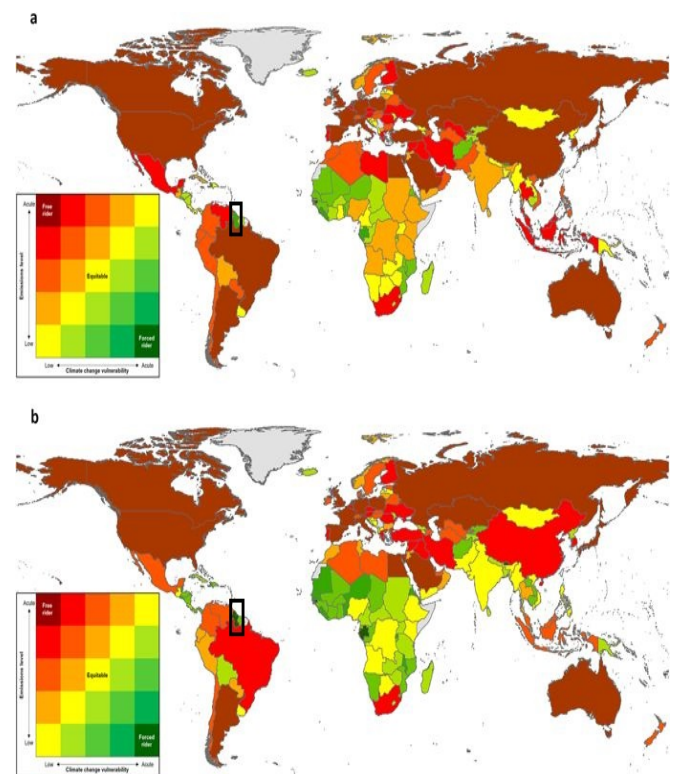 a
Acute
Free
rider
Emissions level
Equitable
Low
Forced
rider
Low
Climate change vulnerability
Acute
b
Acute
Free
rider
Emissions level
Equitable
Low
Forced
rider
Low
Climate change vulnerability
Acute